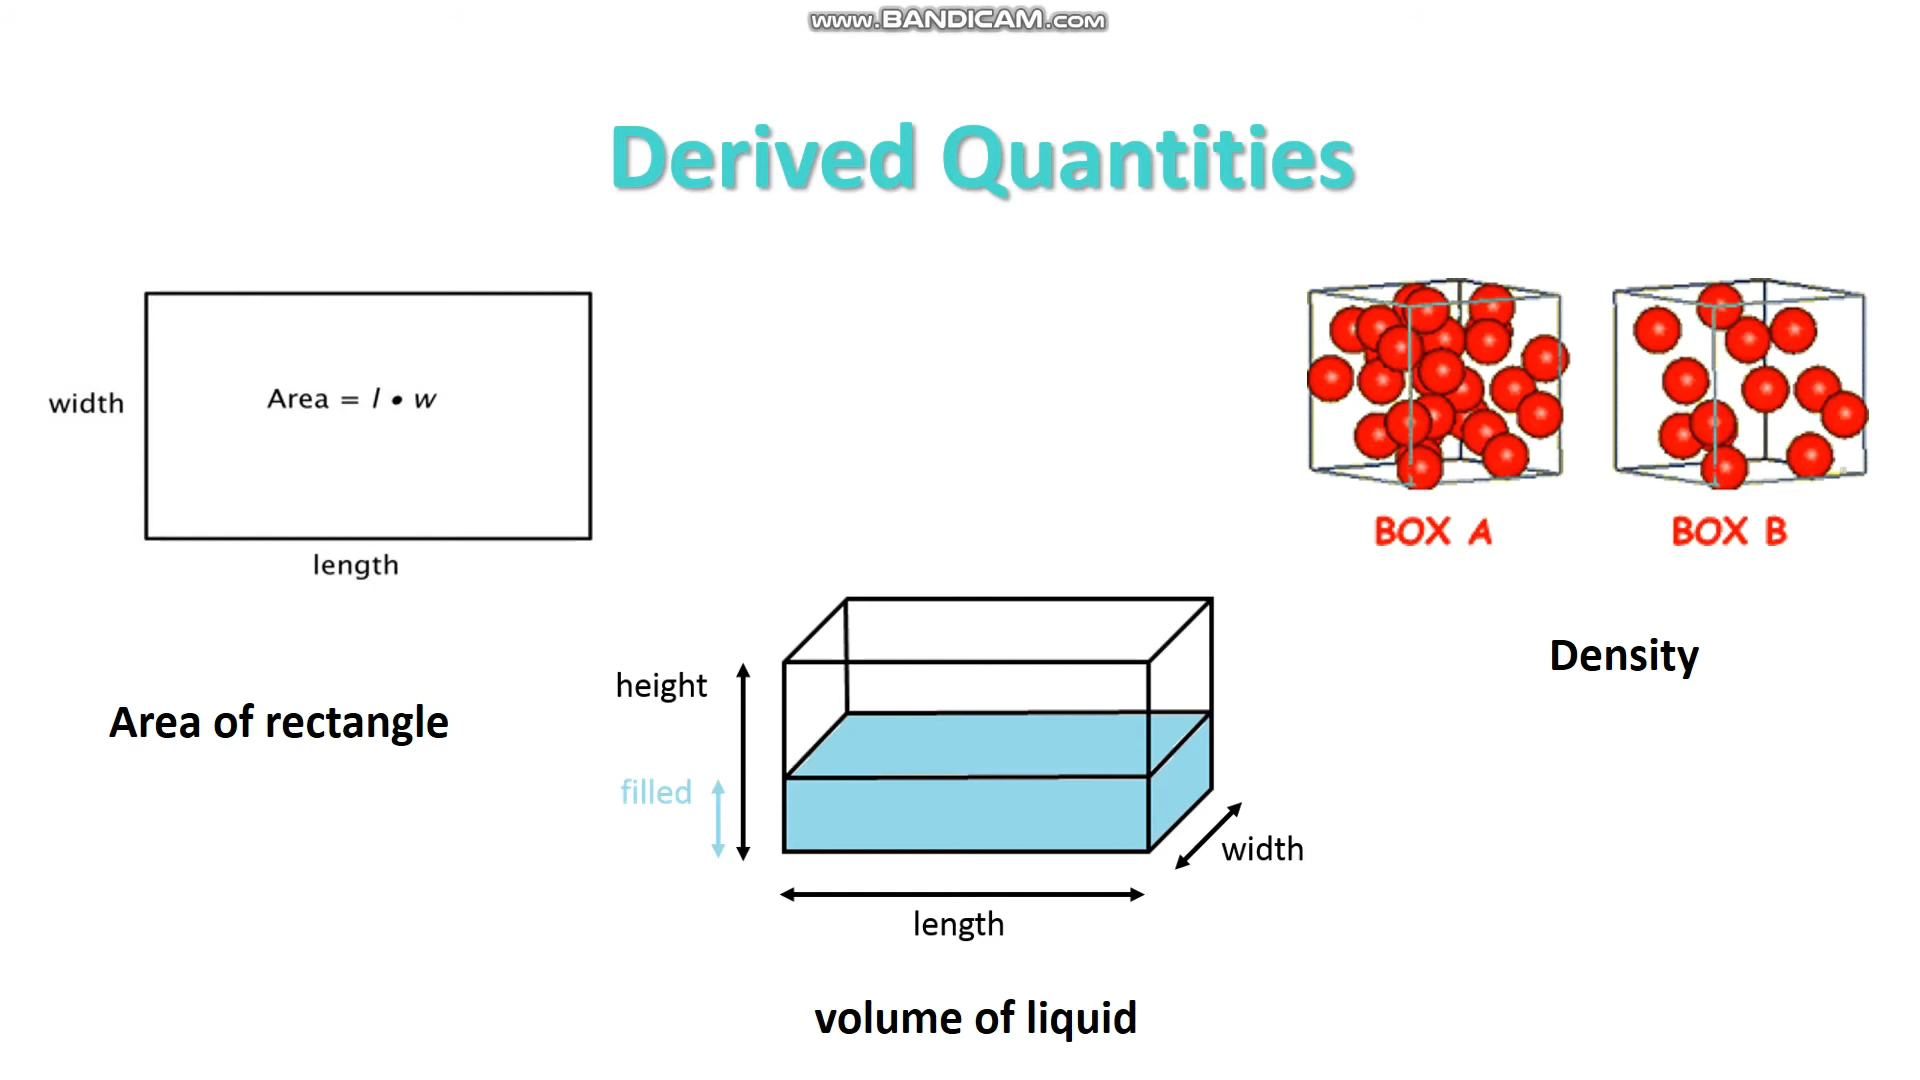 www.BANDICAM.com
Derived Quantities
width
Area = l • w
length
Area of rectangle
BOX A
BOX B
Density
height
filled
width
length
volume of liquid